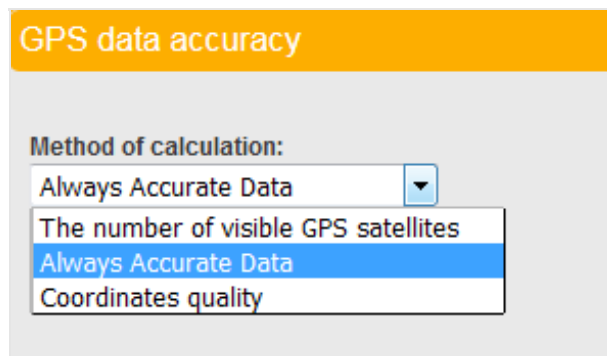 GPS data accuracy
Method of calculation:
Always Accurate Data
The number of visible GPS satellites
Always Accurate Data
Coordinates quality